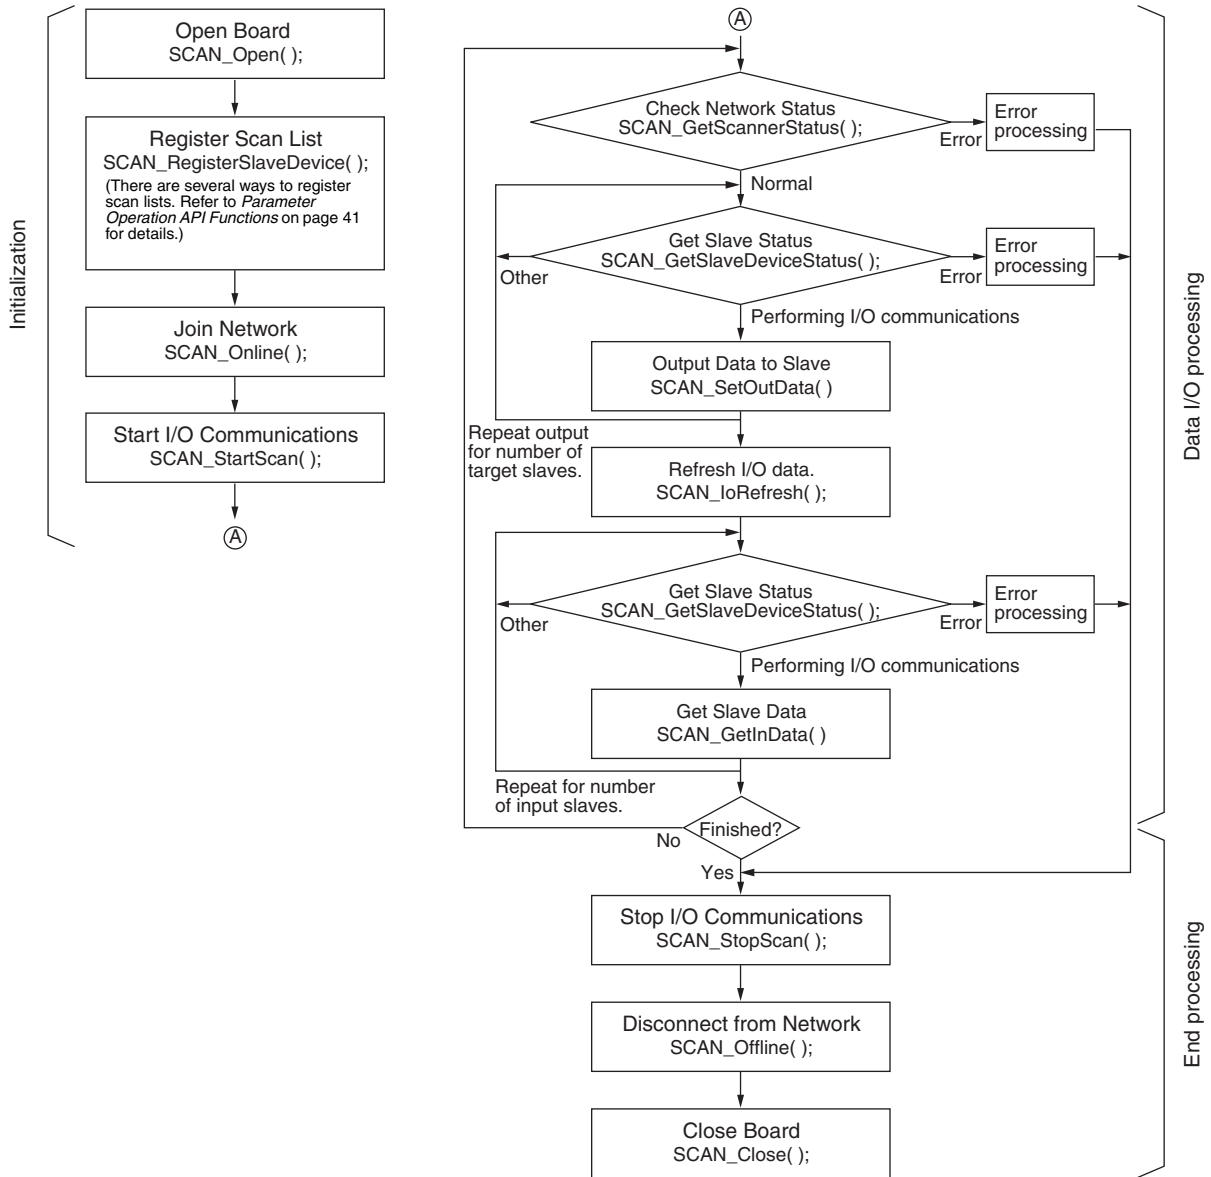 Initialization
Open Board
SCAN_Open( );
Register Scan List
SCAN_RegisterSlaveDevice( );
(There are several ways to register
scan lists. Refer to Parameter
Operation API Functions on page 41
for details.)
Join Network
SCAN_Online( );
Start I/O Communications
SCAN_StartScan( );
A
A
Check Network Status
SCAN_GetScannerStatus( );
Error
Error
processing
Normal
Get Slave Status
SCAN_GetSlaveDeviceStatus( );
Other
Error
Error
processing
Performing I/O communications
Output Data to Slave
SCAN_SetOutData( )
Repeat output
for number of
target slaves.
Refresh I/O data.
SCAN_IoRefresh( );
Get Slave Status
SCAN_GetSlaveDeviceStatus( );
Other
Error
Error
processing
Performing I/O communications
Get Slave Data
SCAN_GetInData( )
Repeat for number
of input slaves.
Finished?
No
Yes
Data I/O processing
Stop I/O Communications
SCAN_StopScan( );
Disconnect from Network
SCAN_Offline( );
Close Board
SCAN_Close( );
End processing